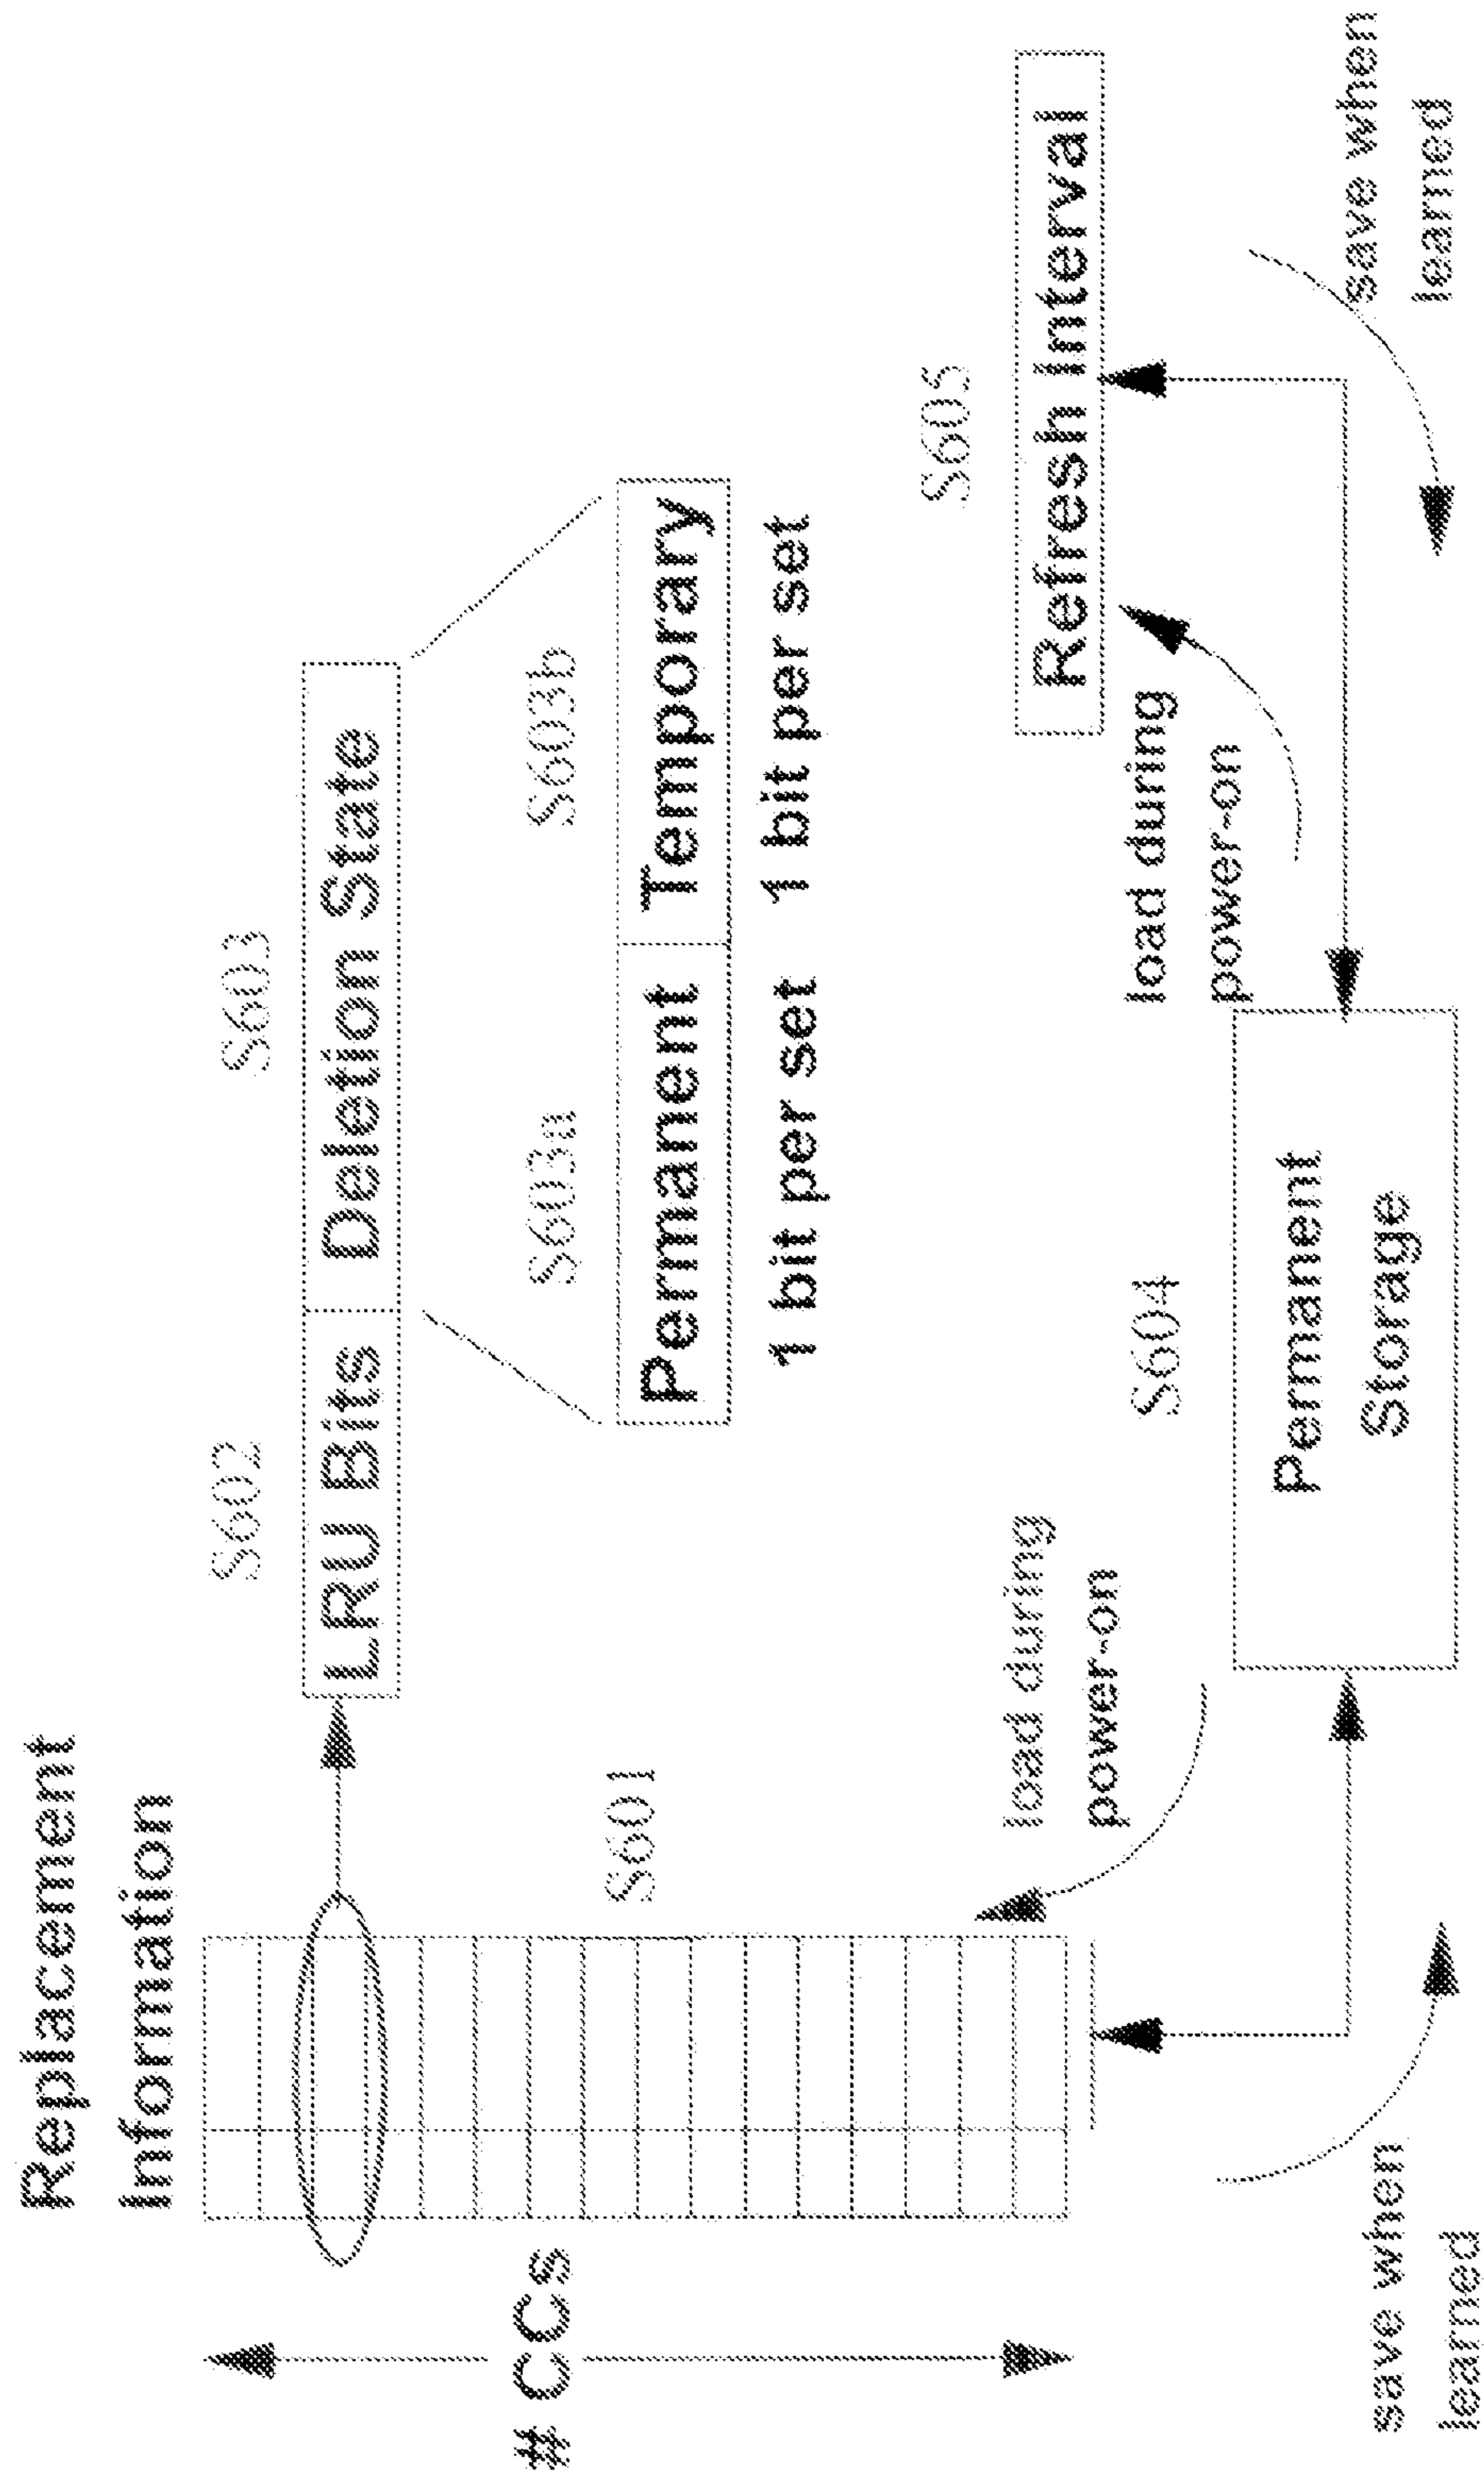 Replacement
Information
# CCs
S601
S602
S603
LRU Bits
Deletion State
S603a
S603b
Permanent
Temporary
1 bit per set
1 bit per set
S605
Refresh Interval
load during
power-on
load during
power-on
S604
Permanent
Storage
save when
learned
save when
learned